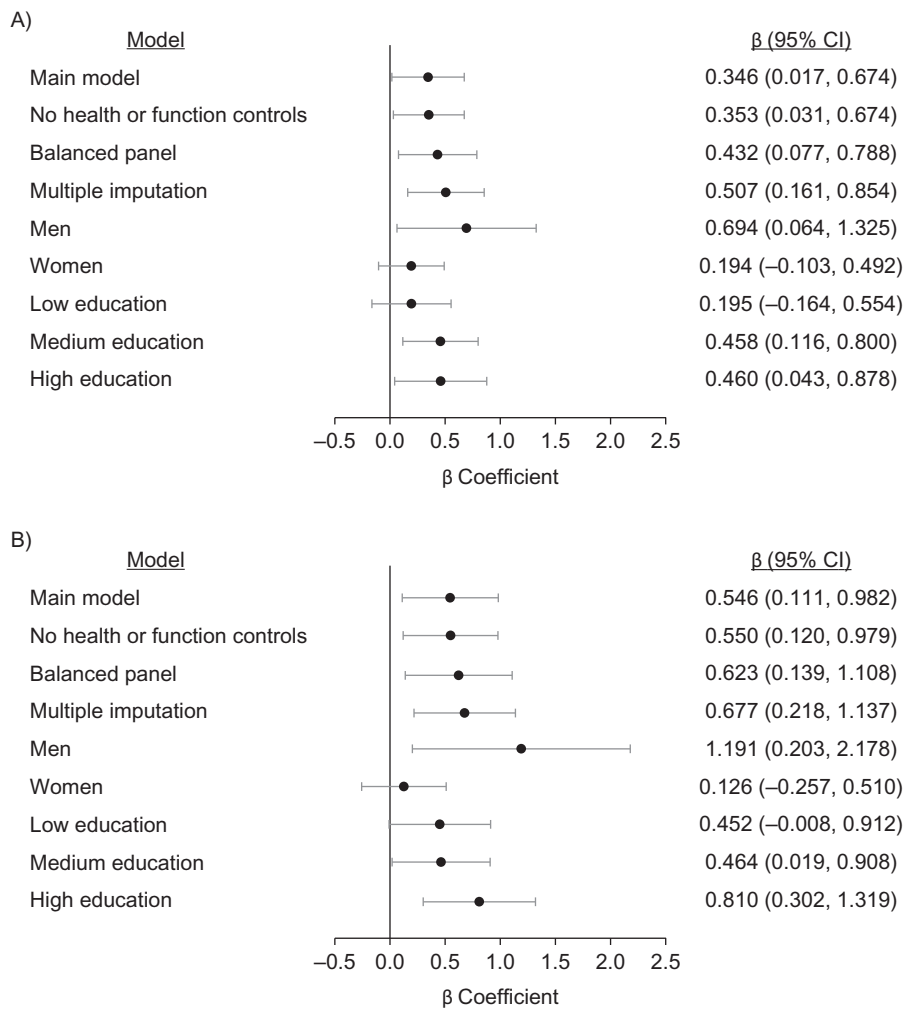 A)
Model β (95% CI)
Main model 0.346 (0.017, 0.674)
No health or function controls 0.353 (0.031, 0.674)
Balanced panel 0.432 (0.077, 0.788)
Multiple imputation 0.507 (0.161, 0.854)
Men 0.694 (0.064, 1.325)
Women 0.194 (–0.103, 0.492)
Low education 0.195 (–0.164, 0.554)
Medium education 0.458 (0.116, 0.800)
High education 0.460 (0.043, 0.878)
–0.5 0.0 0.5 1.0 1.5 2.0 2.5
β Coefficient
B)
Model β (95% CI)
Main model 0.546 (0.111, 0.982)
No health or function controls 0.550 (0.120, 0.979)
Balanced panel 0.623 (0.139, 1.108)
Multiple imputation 0.677 (0.218, 1.137)
Men 1.191 (0.203, 2.178)
Women 0.126 (–0.257, 0.510)
Low education 0.452 (–0.008, 0.912)
Medium education 0.464 (0.019, 0.908)
High education 0.810 (0.302, 1.319)
–0.5 0.0 0.5 1.0 1.5 2.0 2.5
β Coefficient